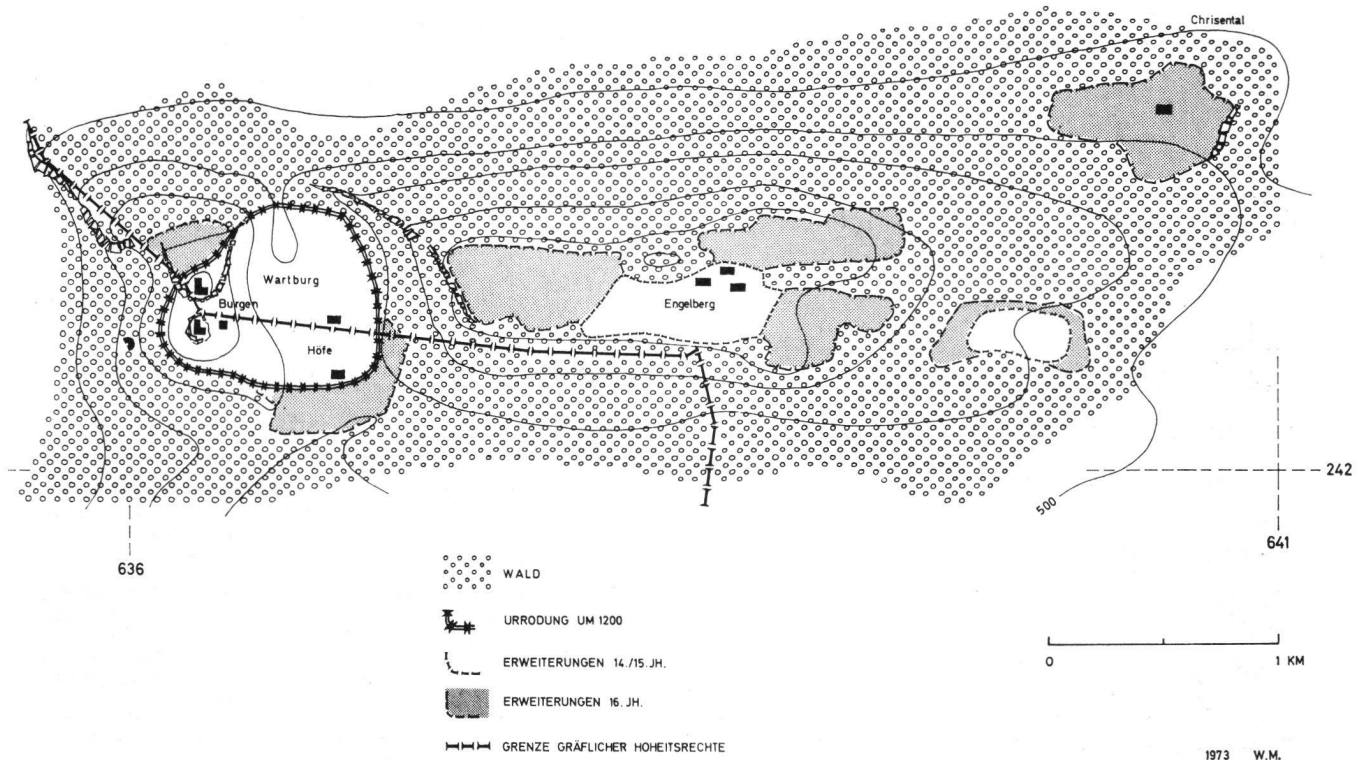 Chrisental
Wartburg
Burgen
Engelberg
Höfe
242
500
636
641
WALD
URRODUNG UM 1200
ERWEITERUNGEN 14./15. JH.
0 1 KM
ERWEITERUNGEN 16. JH.
GRENZE GRÄFLICHER HOHEITSRECHTE
1973 W.M.